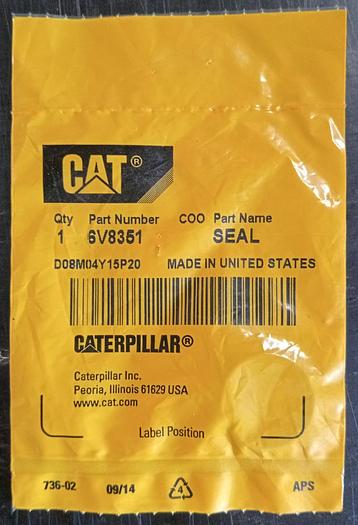 CAT®
Qty Part Number COO Part Name
1 6V8351 SEAL
D08M04Y15P20 MADE IN UNITED STATES
CATERPILLAR®
Caterpillar Inc.
Peoria, Illinois 61629 USA
www.cat.com
Label Position
736-02 09/14 4 APS